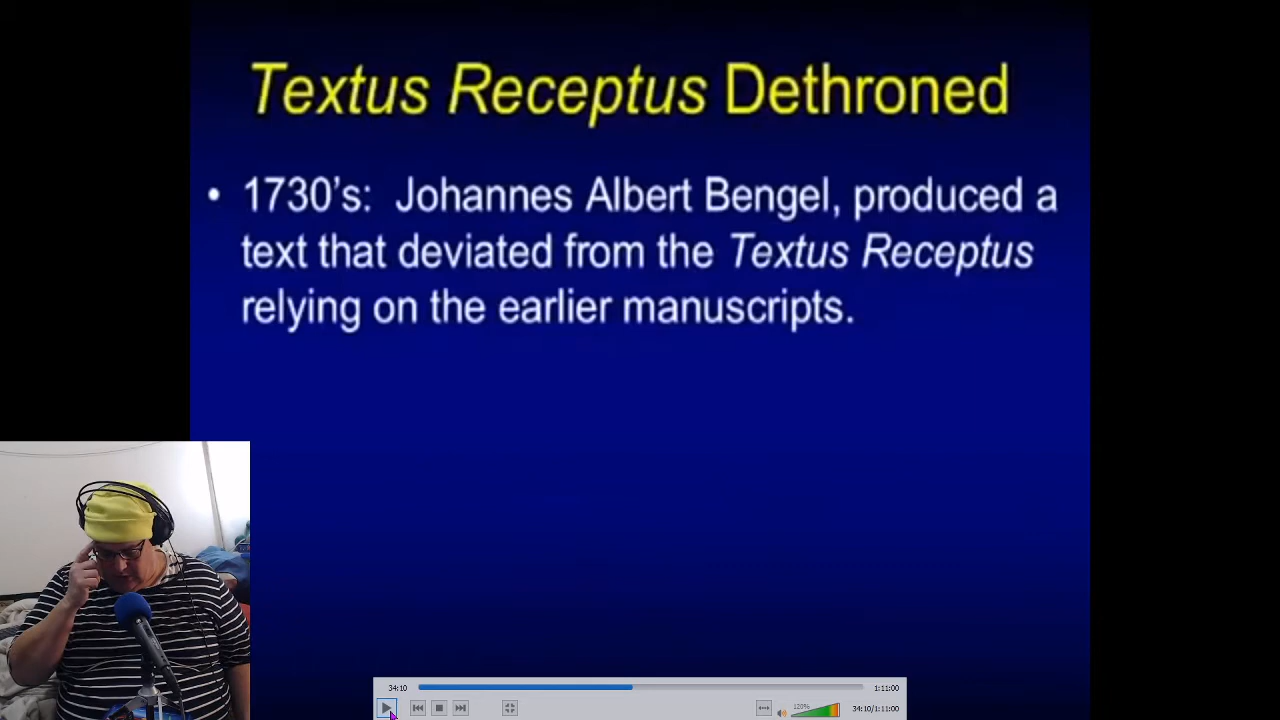 Textus Receptus Dethroned
• 1730's: Johannes Albert Bengel, produced a
text that deviated from the Textus Receptus
relying on the earlier manuscripts.
34:10
1:11:00
120%
34:10/1:11:00